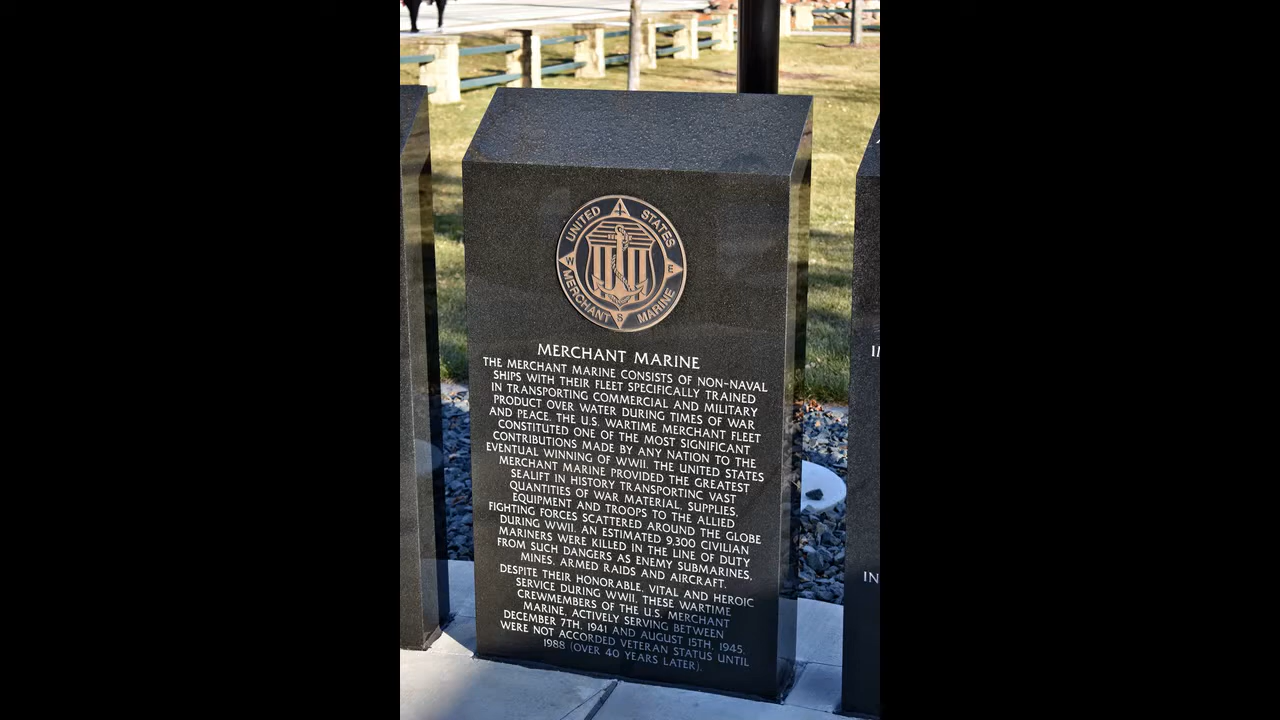 UNITED STATES
N
W
E
S
MERCHANT MARINE
MERCHANT MARINE
THE MERCHANT MARINE CONSISTS OF NON-NAVAL
SHIPS WITH THEIR FLEET SPECIFICALLY TRAINED
IN TRANSPORTING COMMERCIAL AND MILITARY
PRODUCT OVER WATER DURING TIMES OF WAR
AND PEACE. THE U.S. WARTIME MERCHANT FLEET
CONSTITUTED ONE OF THE MOST SIGNIFICANT
CONTRIBUTIONS MADE BY ANY NATION TO THE
EVENTUAL WINNING OF WWII. THE UNITED STATES
MERCHANT MARINE PROVIDED THE GREATEST
SEALIFT IN HISTORY TRANSPORTING VAST
QUANTITIES OF WAR MATERIAL, SUPPLIES,
EQUIPMENT AND TROOPS TO THE ALLIED
FIGHTING FORCES SCATTERED AROUND THE GLOBE
DURING WWII. AN ESTIMATED 9,300 CIVILIAN
MARINERS WERE KILLED IN THE LINE OF DUTY
FROM SUCH DANGERS AS ENEMY SUBMARINES,
MINES, ARMED RAIDS AND AIRCRAFT.
DESPITE THEIR HONORABLE, VITAL AND HEROIC
SERVICE DURING WWII, THESE WARTIME
CREWMEMBERS OF THE U.S. MERCHANT
MARINE, ACTIVELY SERVING BETWEEN
DECEMBER 7TH, 1941 AND AUGUST 15TH, 1945,
WERE NOT ACCORDED VETERAN STATUS UNTIL
1988 (OVER 40 YEARS LATER).
IN